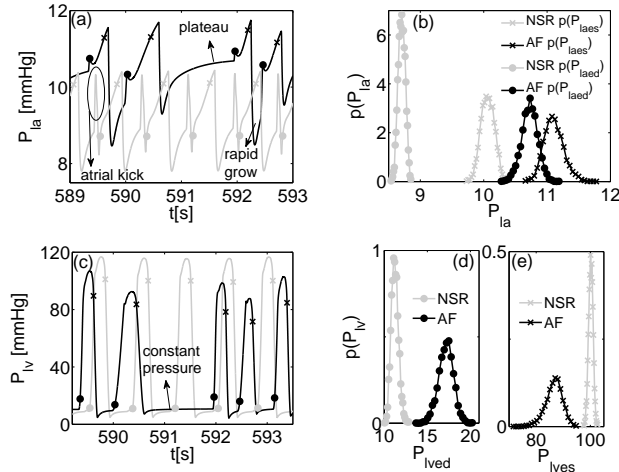 (a)
plateau
atrial kick
rapid
grow
P_la [mmHg]
12
10
8
589
590
591
592
593
t[s]
(b)
NSR p(P_laes)
AF p(P_laes)
NSR p(P_laed)
AF p(P_laed)
p(P_la)
6
4
2
0
9
10
11
12
P_la
(c)
constant
pressure
P_lv [mmHg]
120
80
40
0
590
591
592
593
t[s]
(d)
NSR
AF
p(P_lv)
1
0
10
15
20
P_lved
(e)
NSR
AF
0.5
0
80
100
P_lves